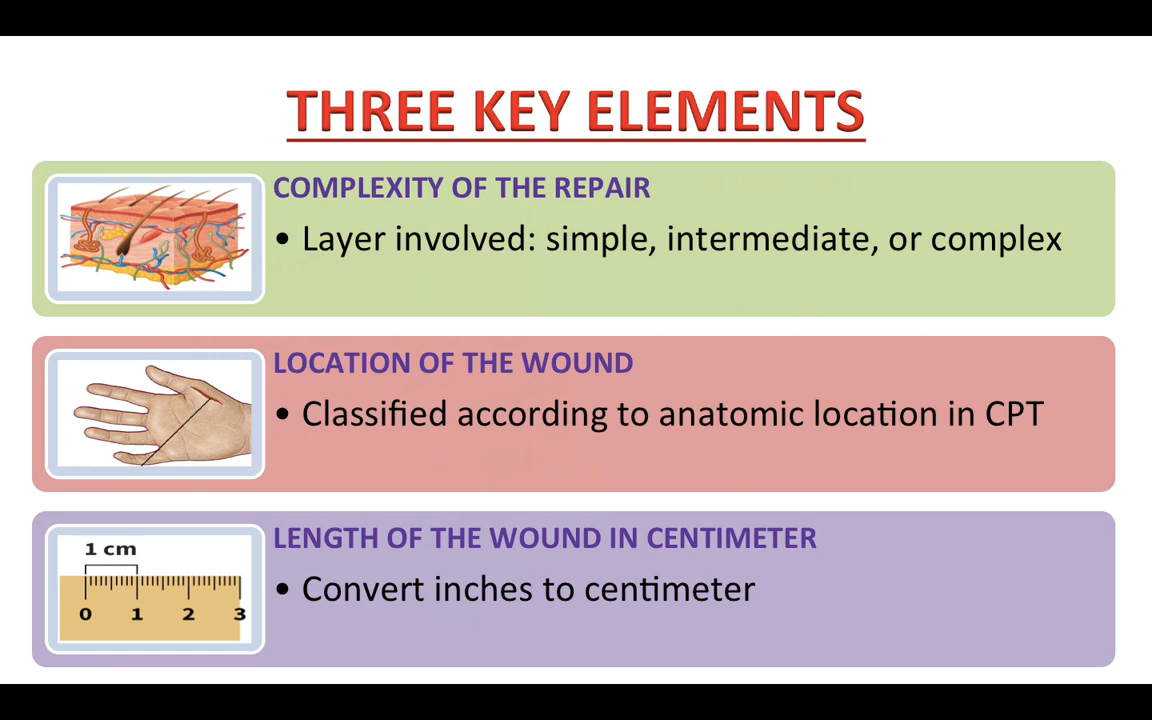 THREE KEY ELEMENTS
COMPLEXITY OF THE REPAIR
• Layer involved: simple, intermediate, or complex
LOCATION OF THE WOUND
• Classified according to anatomic location in CPT
LENGTH OF THE WOUND IN CENTIMETER
• Convert inches to centimeter
1 cm
0 1 2 3